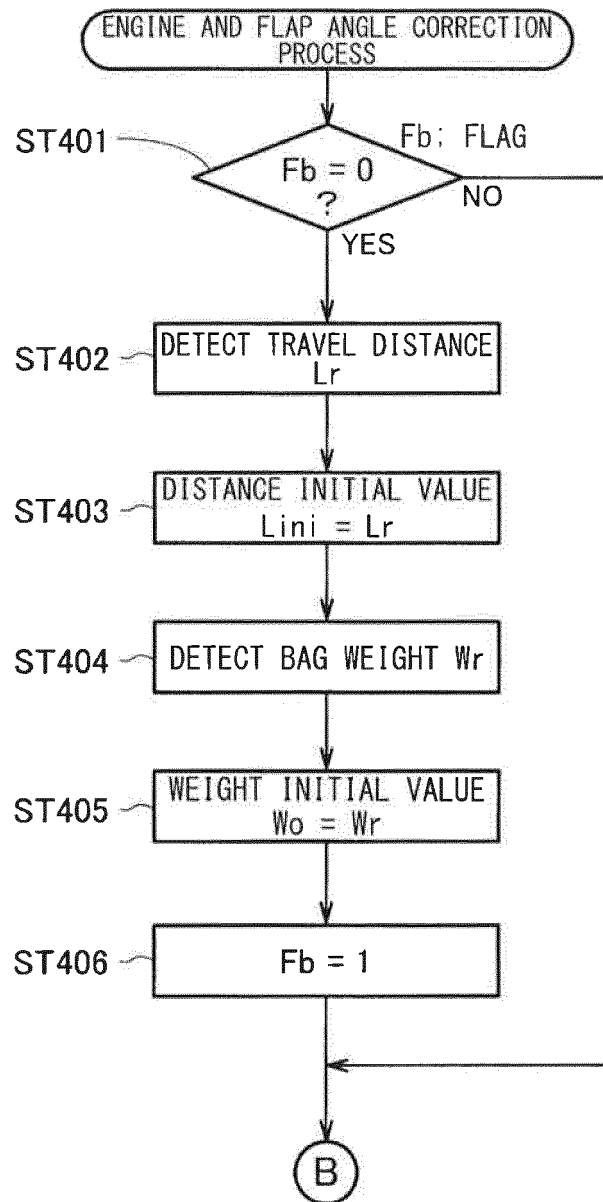 ENGINE AND FLAP ANGLE CORRECTION
PROCESS
ST401
Fb; FLAG
Fb = 0
?
NO
YES
ST402
DETECT TRAVEL DISTANCE
Lr
ST403
DISTANCE INITIAL VALUE
Lini = Lr
ST404
DETECT BAG WEIGHT Wr
ST405
WEIGHT INITIAL VALUE
Wo = Wr
ST406
Fb = 1
B